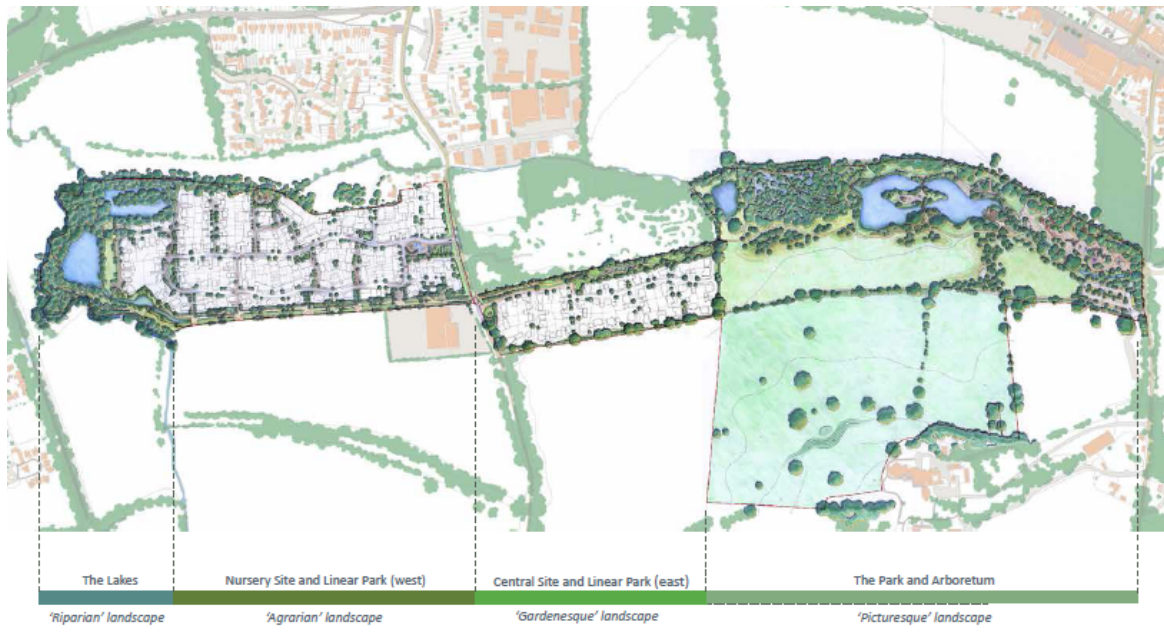 The Lakes
Nursery Site and Linear Park (west)
Central Site and Linear Park (east)
The Park and Arboretum
‘Riparian’ landscape
‘Agrarian’ landscape
‘Gardenesque’ landscape
‘Picturesque’ landscape